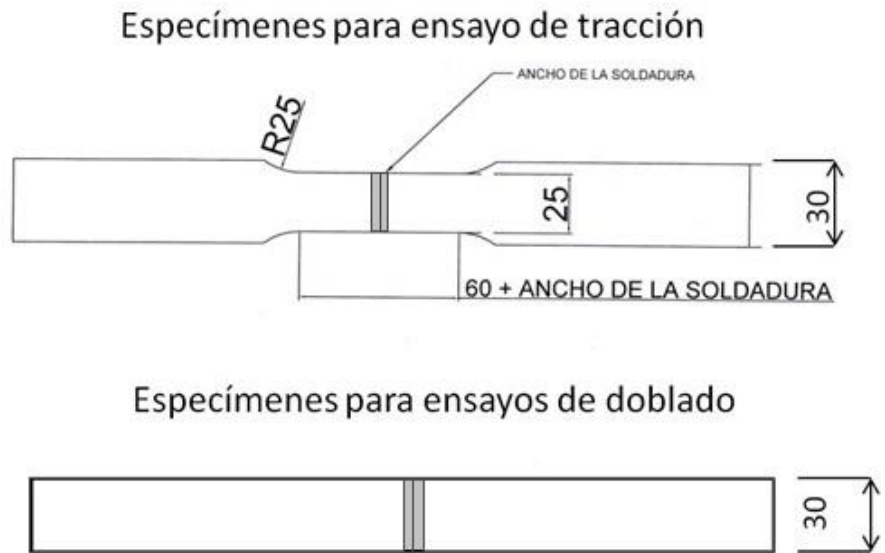 Especímenes para ensayo de tracción
ANCHO DE LA SOLDADURA
R25
25
30
60 + ANCHO DE LA SOLDADURA
Especímenes para ensayos de doblado
30